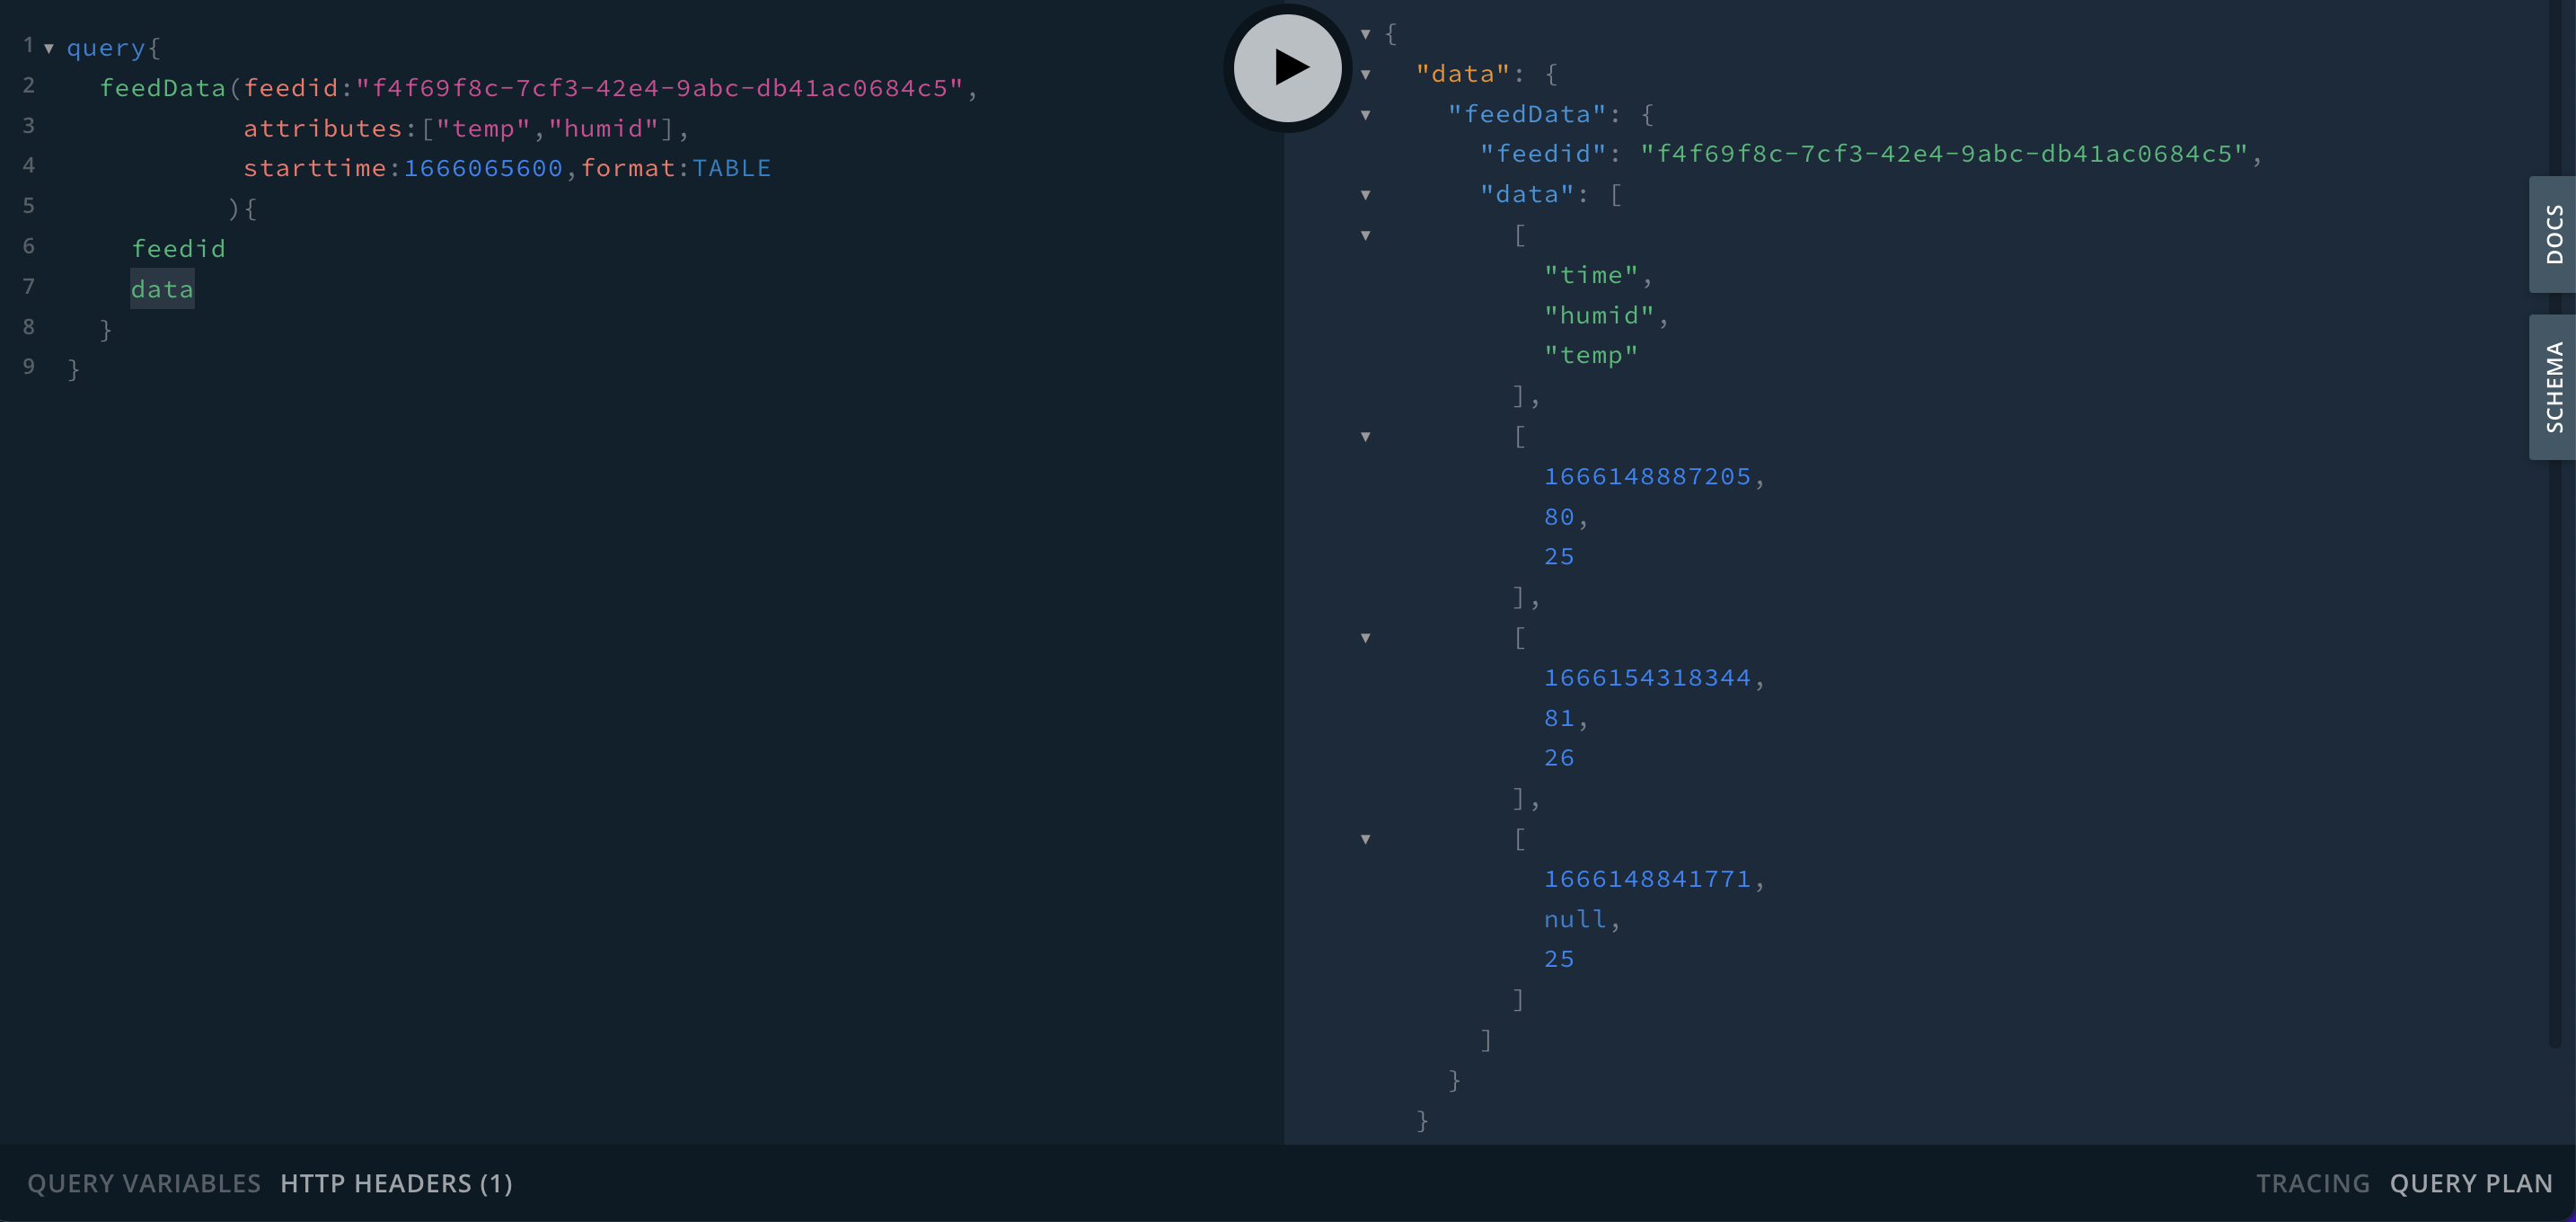 1 query{
2 feedData(feedid:"f4f69f8c-7cf3-42e4-9abc-db41ac0684c5",
3 attributes:["temp","humid"],
4 starttime:1666065600,format:TABLE
5 ){
6 feedid
7 data
8 }
9 }
{
"data": {
"feedData": {
"feedid": "f4f69f8c-7cf3-42e4-9abc-db41ac0684c5",
"data": [
[
"time",
"humid",
"temp"
],
[
1666148887205,
80,
25
],
[
1666154318344,
81,
26
],
[
1666148841771,
null,
25
]
]
}
}
DOCS
SCHEMA
QUERY VARIABLES HTTP HEADERS (1)
TRACING QUERY PLAN